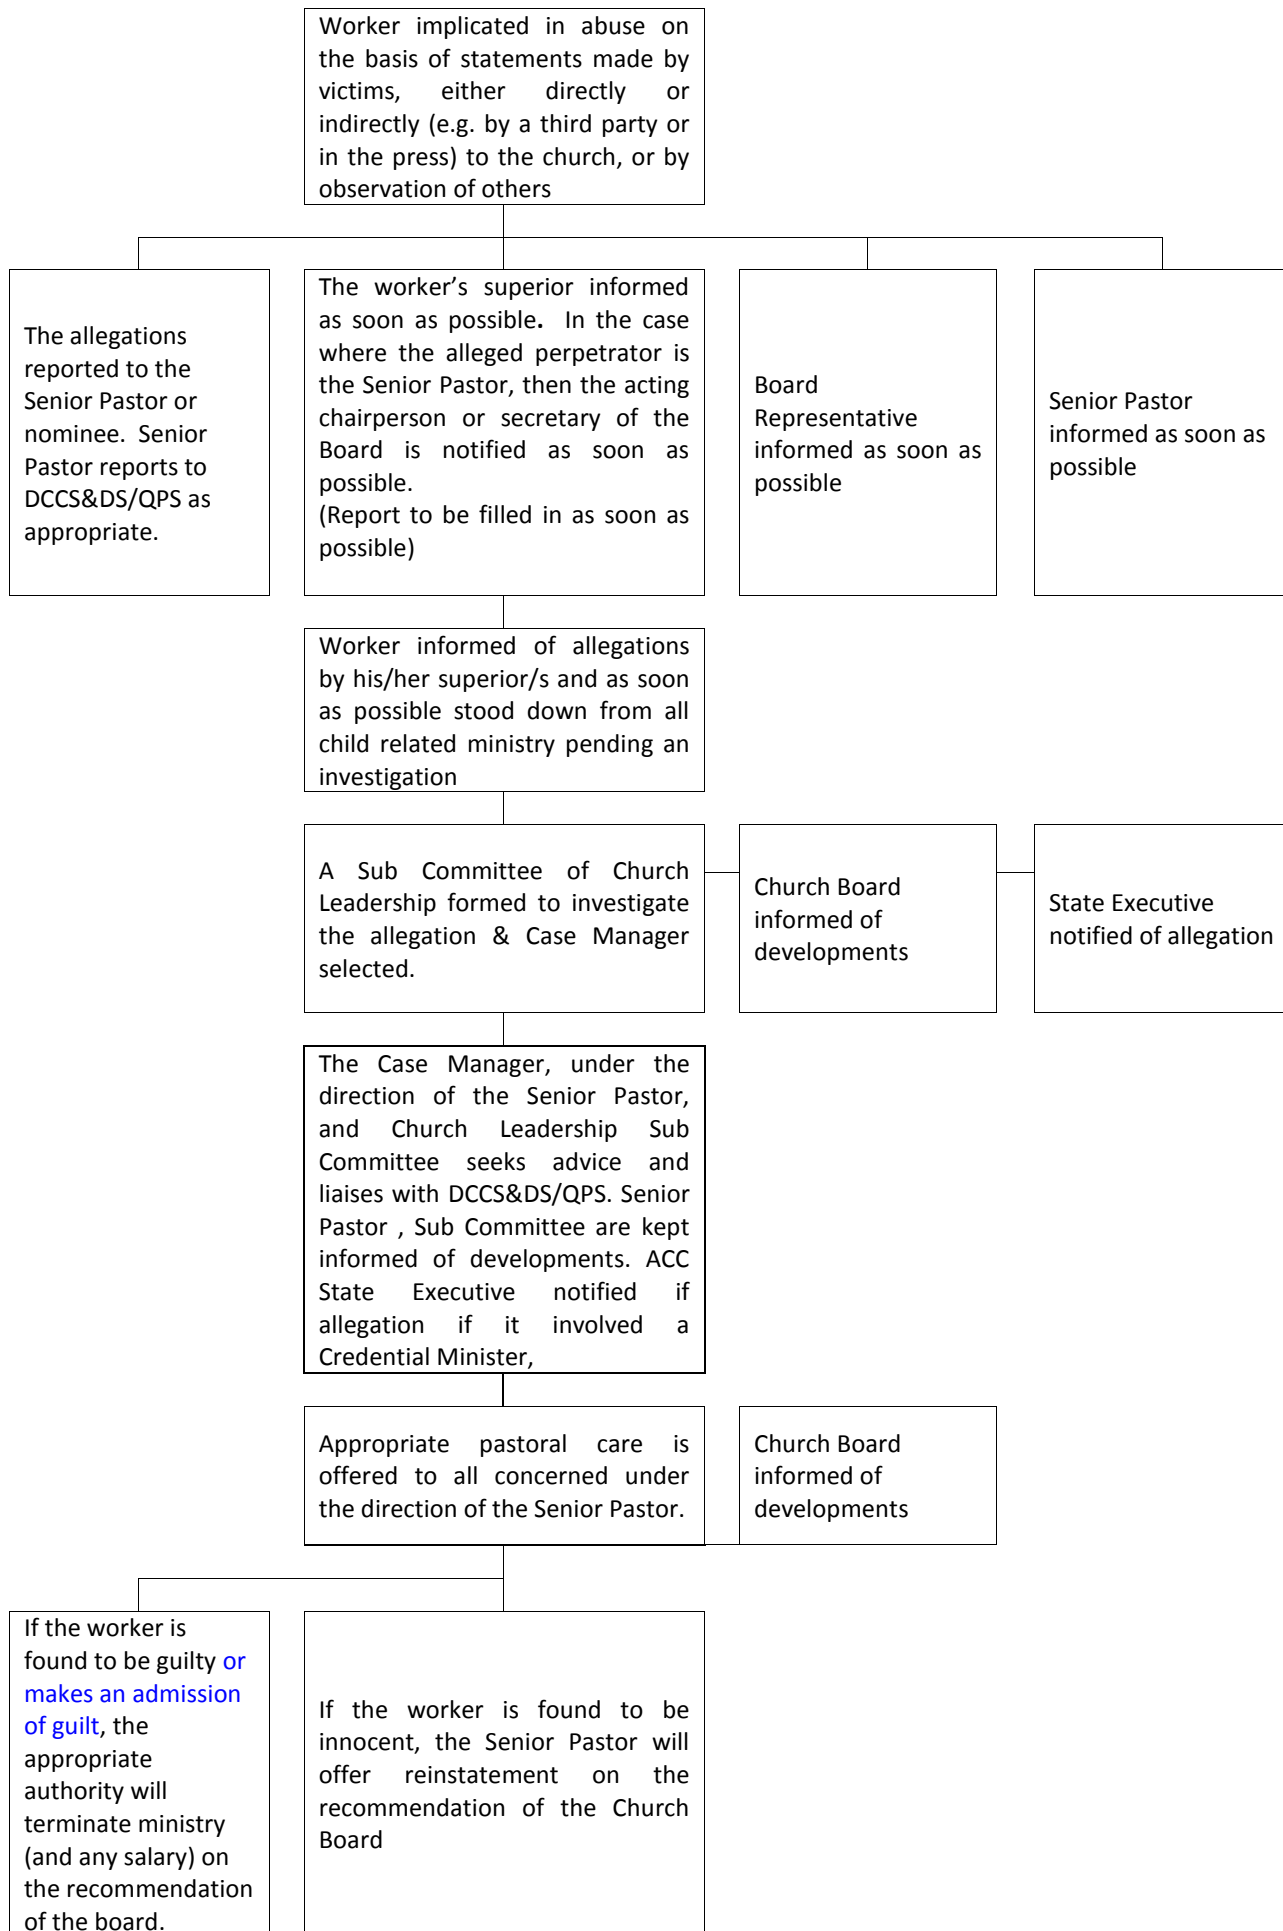 Worker implicated in abuse on
the basis of statements made by
victims, either directly or
indirectly (e.g. by a third party or
in the press) to the church, or by
observation of others
The allegations
reported to the
Senior Pastor or
nominee. Senior
Pastor reports to
DCCS&DS/QPS as
appropriate.
The worker’s superior informed
as soon as possible. In the case
where the alleged perpetrator is
the Senior Pastor, then the acting
chairperson or secretary of the
Board is notified as soon as
possible.
(Report to be filled in as soon as
possible)
Board
Representative
informed as soon as
possible
Senior Pastor
informed as soon as
possible
Worker informed of allegations
by his/her superior/s and as soon
as possible stood down from all
child related ministry pending an
investigation
A Sub Committee of Church
Leadership formed to investigate
the allegation & Case Manager
selected.
Church Board
informed of
developments
State Executive
notified of allegation
The Case Manager, under the
direction of the Senior Pastor,
and Church Leadership Sub
Committee seeks advice and
liaises with DCCS&DS/QPS. Senior
Pastor , Sub Committee are kept
informed of developments. ACC
State Executive notified if
allegation if it involved a
Credential Minister,
Appropriate pastoral care is
offered to all concerned under
the direction of the Senior Pastor.
Church Board
informed of
developments
If the worker is
found to be guilty or
makes an admission
of guilt, the
appropriate
authority will
terminate ministry
(and any salary) on
the recommendation
of the board.
If the worker is found to be
innocent, the Senior Pastor will
offer reinstatement on the
recommendation of the Church
Board